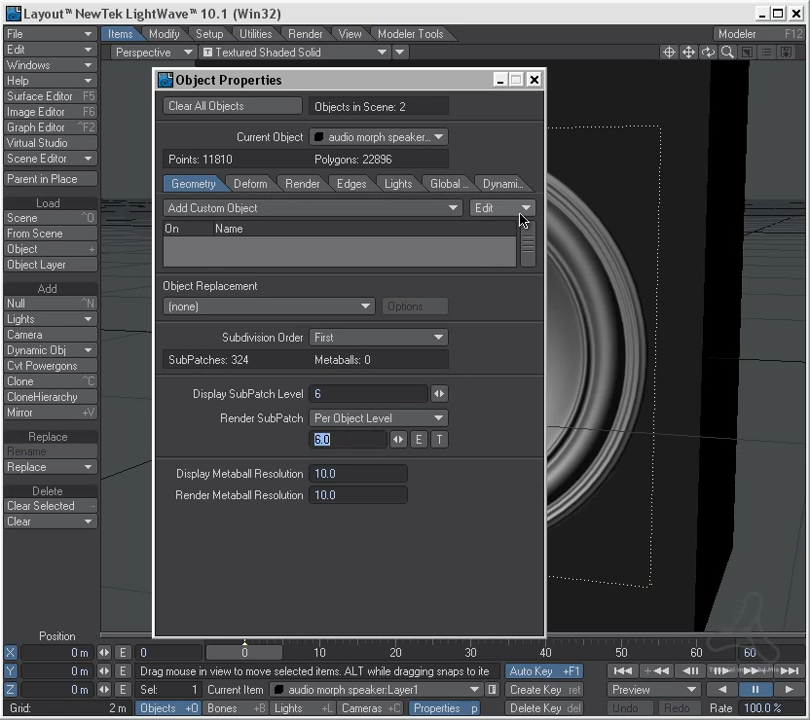 Layout™ NewTek LightWave™ 10.1 (Win32)
File Items Modify Setup Utilities Render View Modeler Tools Modeler F12
Edit Perspective Textured Shaded Solid
Windows
Help
Surface Editor F5
Image Editor F6
Graph Editor ^F2
Virtual Studio
Scene Editor
Parent in Place
Load
Scene ^O
From Scene
Object +
Object Layer
Add
Null ^N
Lights
Camera
Dynamic Obj
Cvt Powergons
Clone ^C
CloneHierarchy
Mirror +V
Replace
Rename
Replace
Delete
Clear Selected -
Clear
Object Properties
Clear All Objects Objects in Scene: 2
Current Object audio morph speaker...
Points: 11810 Polygons: 22896
Geometry Deform Render Edges Lights Global ... Dynami...
Add Custom Object Edit
On Name
Object Replacement
(none) Options
Subdivision Order First
SubPatches: 324 Metaballs: 0
Display SubPatch Level 6
Render SubPatch Per Object Level
6.0 E T
Display Metaball Resolution 10.0
Render Metaball Resolution 10.0
Position
X 0 m E 0 0 10 20 30 40 50 60 60
Y 0 m E Drag mouse in view to move selected items. ALT while dragging snaps to ite Auto Key +F1
Z 0 m E Sel: 1 Current Item audio morph speaker:Layer1 Create Key ret Preview
Grid: 2 m Objects +O Bones +B Lights +L Cameras +C Properties p Delete Key del Undo Redo Rate 100.0 %